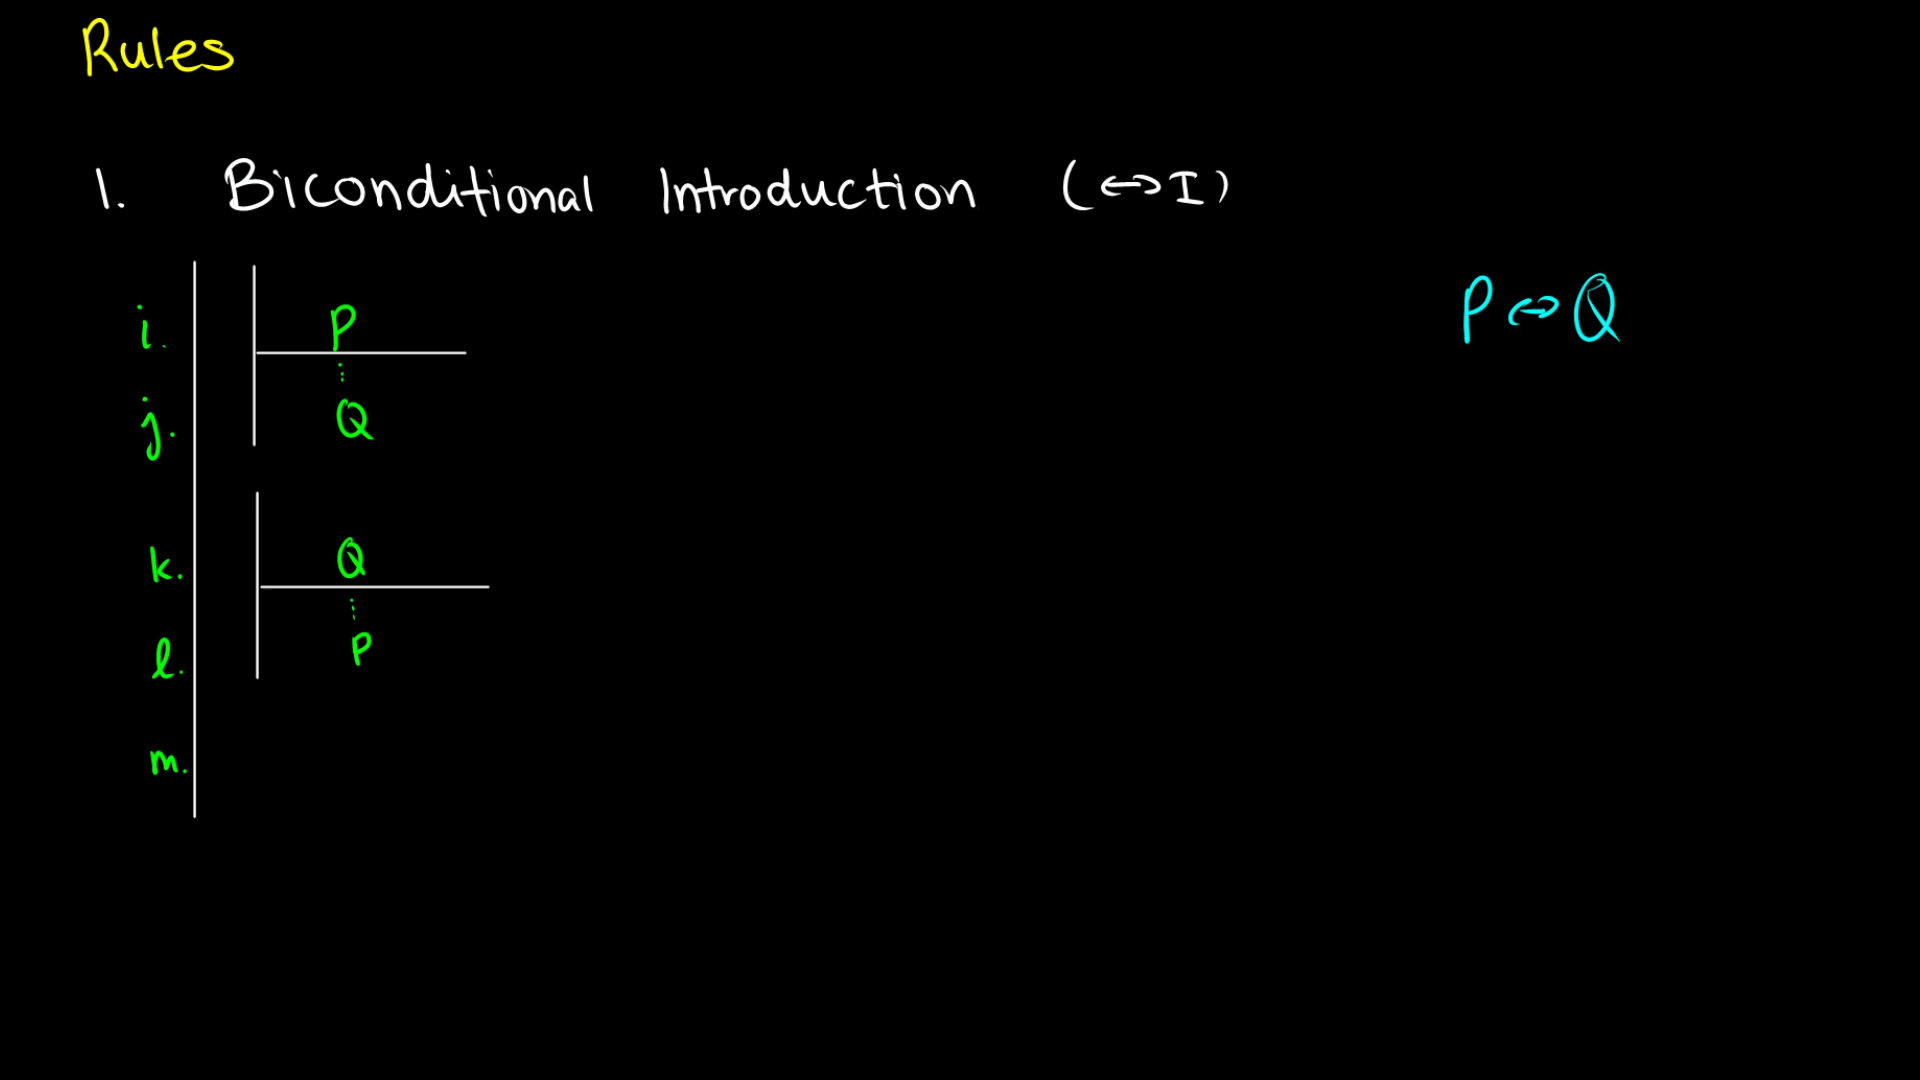 Rules
1. Biconditional Introduction (↔I)
i. P P↔Q
⋮
j. Q
k. Q
⋮
l. P
m.